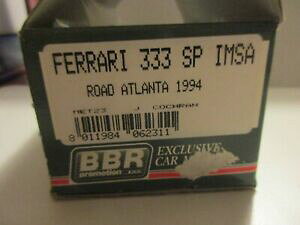 FERRARI 333 SP IMSA
ROAD ATLANTA 1994
MET23 J COCHRAN
8 011984 062311
BBR
promotion s.n.c.
EXCLUSIVE
CAR